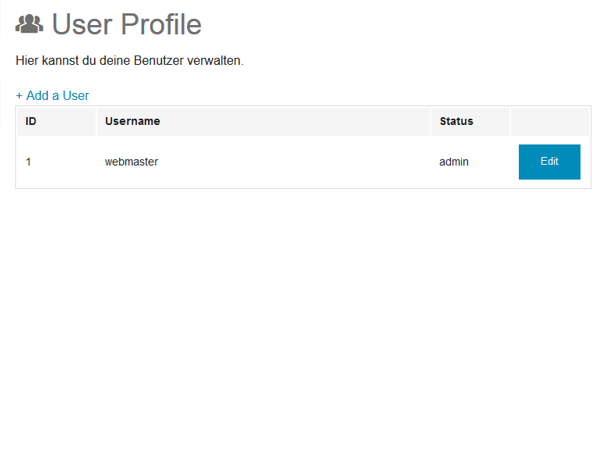 User Profile
Hier kannst du deine Benutzer verwalten.
+ Add a User
ID Username Status
1 webmaster admin Edit